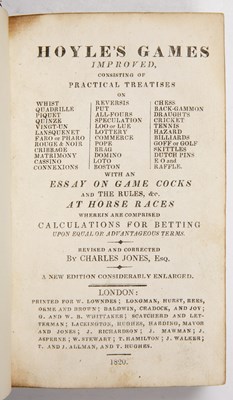 HOYLE'S GAMES
IMPROVED,
CONSISTING OF
PRACTICAL TREATISES
ON
WHIST REVERSIS CHESS
QUADRILLE PUT BACK-GAMMON
PIQUET ALL-FOURS DRAUGHTS
QUINZE SPECULATION CRICKET
VINGT-UN LOO or LUE TENNIS
LANSQUENET LOTTERY HAZARD
FARO or PHARO COMMERCE BILLIARDS
ROUGE & NOIR POPE GOFF or GOLF
CRIBBAGE BRAG SKITTLES
MATRIMONY DOMINO DUTCH PINS
CASSINO LOTO E O and
CONNEXIONS BOSTON RAFFLE.
WITH AN
ESSAY ON GAME COCKS
AND THE RULES, &c.
AT HORSE RACES
WHEREIN ARE COMPRISED
CALCULATIONS FOR BETTING
UPON EQUAL OR ADVANTAGEOUS TERMS.
REVISED AND CORRECTED
BY CHARLES JONES, ESQ.
A NEW EDITION CONSIDERABLY ENLARGED.
LONDON:
PRINTED FOR W. LOWNDES; LONGMAN, HURST, REES,
ORME AND BROWN; BALDWIN, CRADOCK, AND JOY;
G. AND W. B. WHITTAKER; SCATCHERD AND LET-
TERMAN; LACKINGTON, HUGHES, HARDING, MAVOR
AND JONES; J. RICHARDSON; J. MAWMAN; J.
ASPERNE; W. STEWART; T. HAMILTON; J. WALKER;
AND T. HUGHES.
1820.